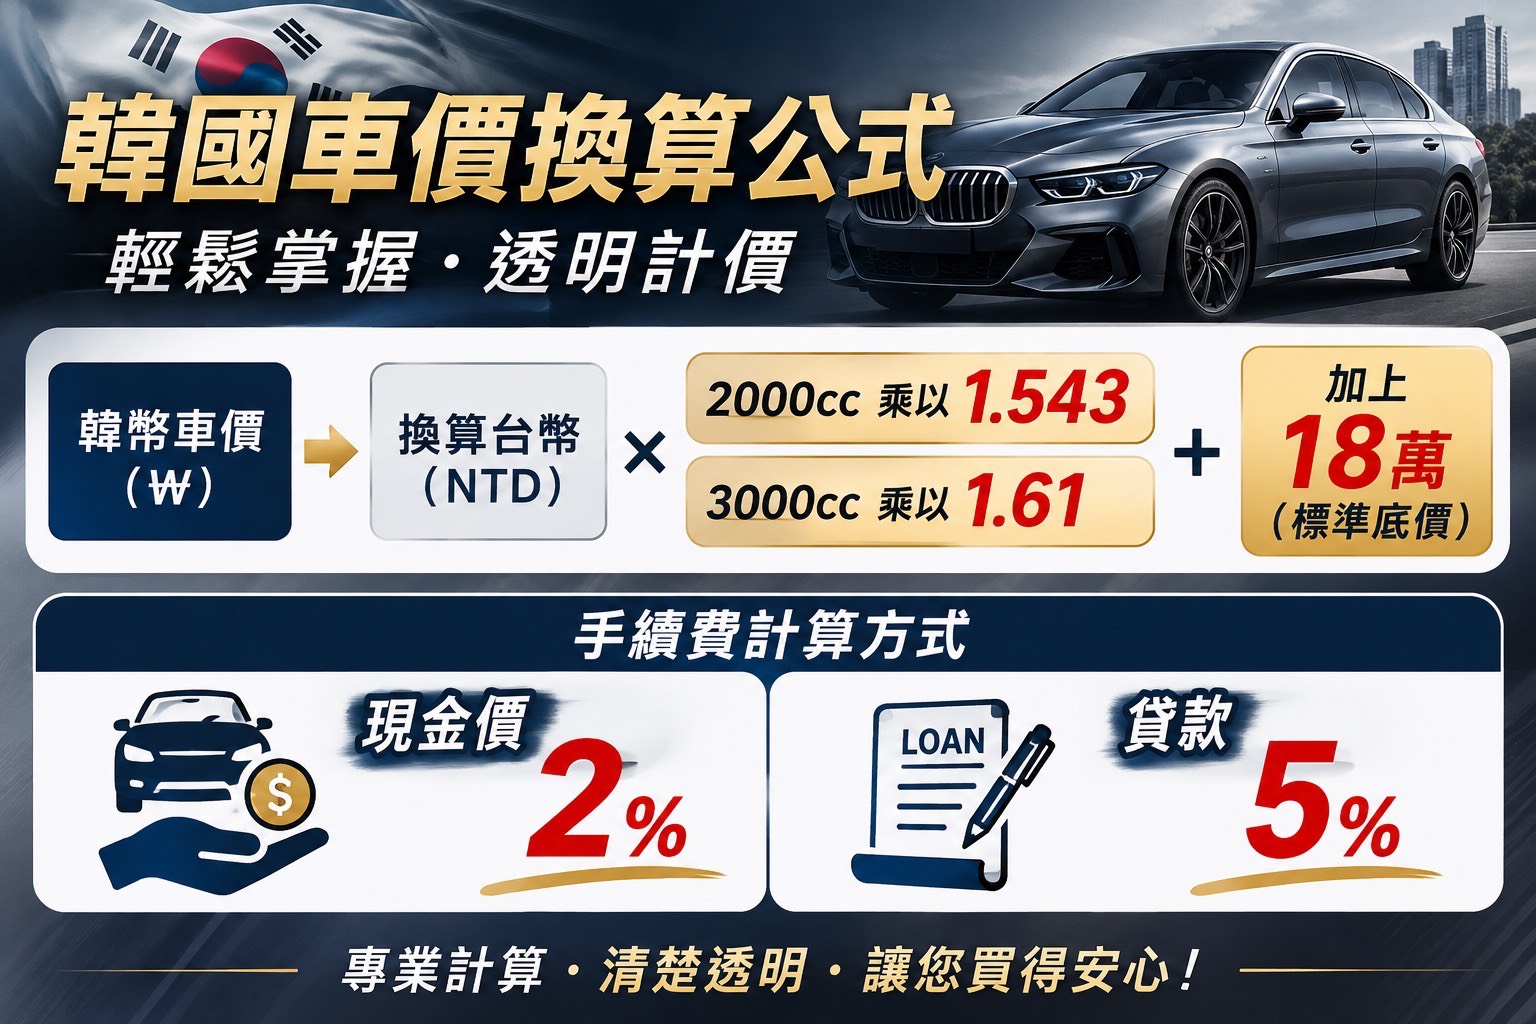 韓國車價換算公式
輕鬆掌握・透明計價
韓幣車價
(₩)
換算台幣
(NTD)
×
2000cc 乘以 1.543
3000cc 乘以 1.61
+
加上
18萬
(標準底價)
手續費計算方式
現金價
2%
$
LOAN
貸款
5%
專業計算・清楚透明・讓您買得安心!